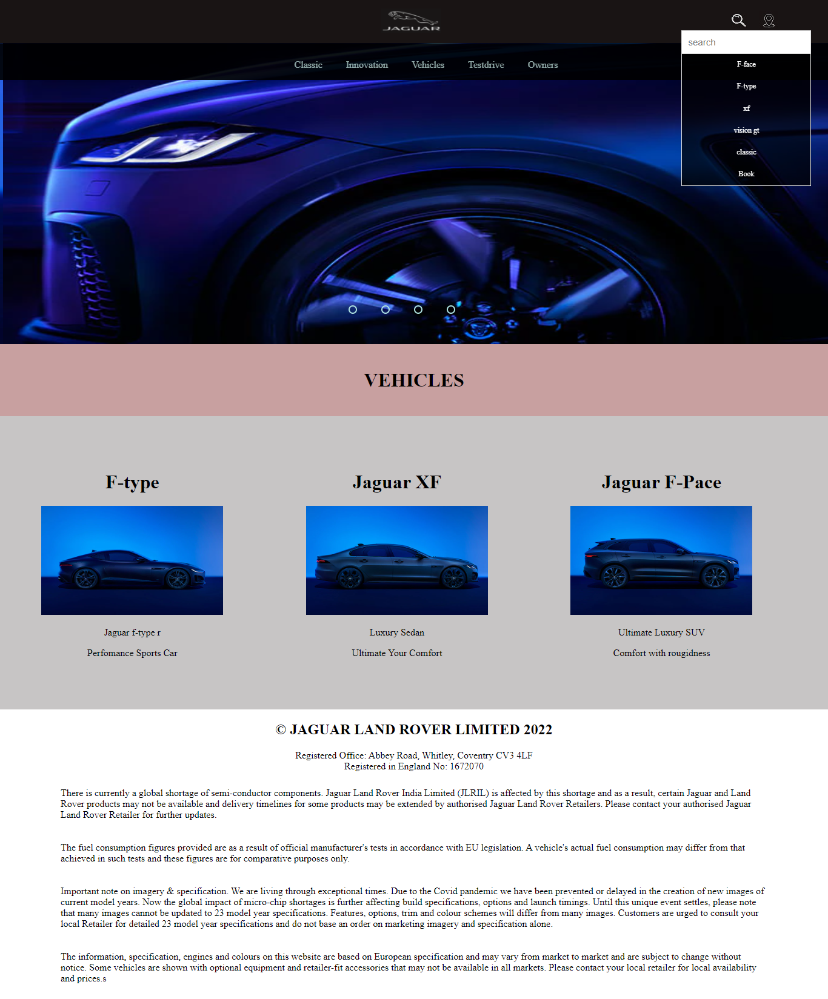 JAGUAR
search
Classic Innovation Vehicles Testdrive Owners
F-face
F-type
xf
vision gt
classic
Book
VEHICLES
F-type
Jaguar XF
Jaguar F-Pace
Jaguar f-type r
Luxury Sedan
Ultimate Luxury SUV
Perfomance Sports Car
Ultimate Your Comfort
Comfort with rougidness
© JAGUAR LAND ROVER LIMITED 2022
Registered Office: Abbey Road, Whitley, Coventry CV3 4LF
Registered in England No: 1672070
There is currently a global shortage of semi-conductor components. Jaguar Land Rover India Limited (JLRIL) is affected by this shortage and as a result, certain Jaguar and Land
Rover products may not be available and delivery timelines for some products may be extended by authorised Jaguar Land Rover Retailers. Please contact your authorised Jaguar
Land Rover Retailer for further updates.
The fuel consumption figures provided are as a result of official manufacturer's tests in accordance with EU legislation. A vehicle's actual fuel consumption may differ from that
achieved in such tests and these figures are for comparative purposes only.
Important note on imagery & specification. We are living through exceptional times. Due to the Covid pandemic we have been prevented or delayed in the creation of new images of
current model years. Now the global impact of micro-chip shortages is further affecting build specifications, options and launch timings. Until this unique event settles, please note
that many images cannot be updated to 23 model year specifications. Features, options, trim and colour schemes will differ from many images. Customers are urged to consult your
local Retailer for detailed 23 model year specifications and do not base an order on marketing imagery and specification alone.
The information, specification, engines and colours on this website are based on European specification and may vary from market to market and are subject to change without
notice. Some vehicles are shown with optional equipment and retailer-fit accessories that may not be available in all markets. Please contact your local retailer for local availability
and prices.s